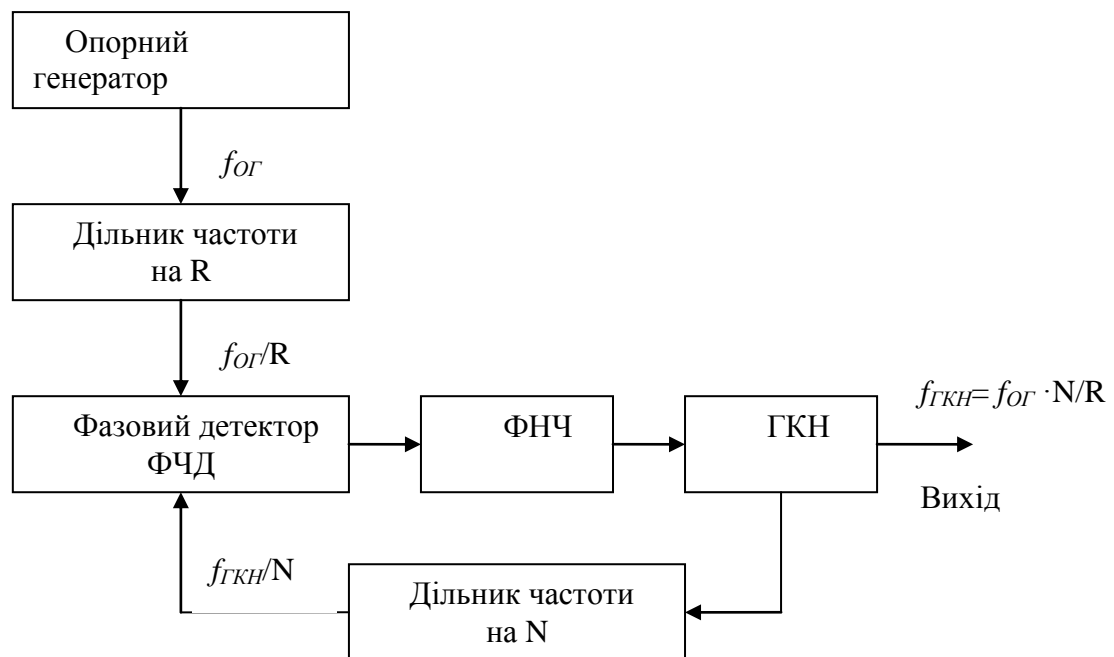 Опорний
генератор
fОГ
Дільник частоти
на R
fОГ/R
Фазовий детектор
ФЧД
ФНЧ
ГКН
fГКН= fОГ ·N/R
Вихід
fГКН/N
Дільник частоти
на N